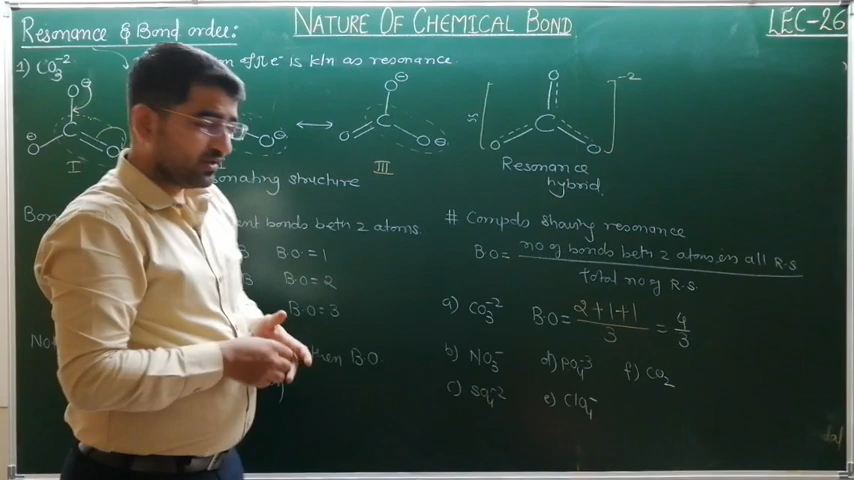 NATURE OF CHEMICAL BOND
LEC-26
Resonance & Bond order:
1) CO3-2
n of πe- is k/n as resonance.
O⊖
O⊖
O
I
O
O⊖
O⊖
C
O
O⊖
III
≈
O
C
O
O
-2
Resonance
hybrid.
sonating structure
Bon
ent bonds betn 2 atoms.
B.O.=1
B.O=2
B.O=3
No
then B.O.
# Compds showing resonance
B.O= no of bonds betn 2 atoms in all R.S
Total no of R.S.
a) CO3-2 B.O= 2+1+1/3 = 4/3
b) NO3- d) PO4-3 f) CO2
c) SO4-2 e) ClO4-